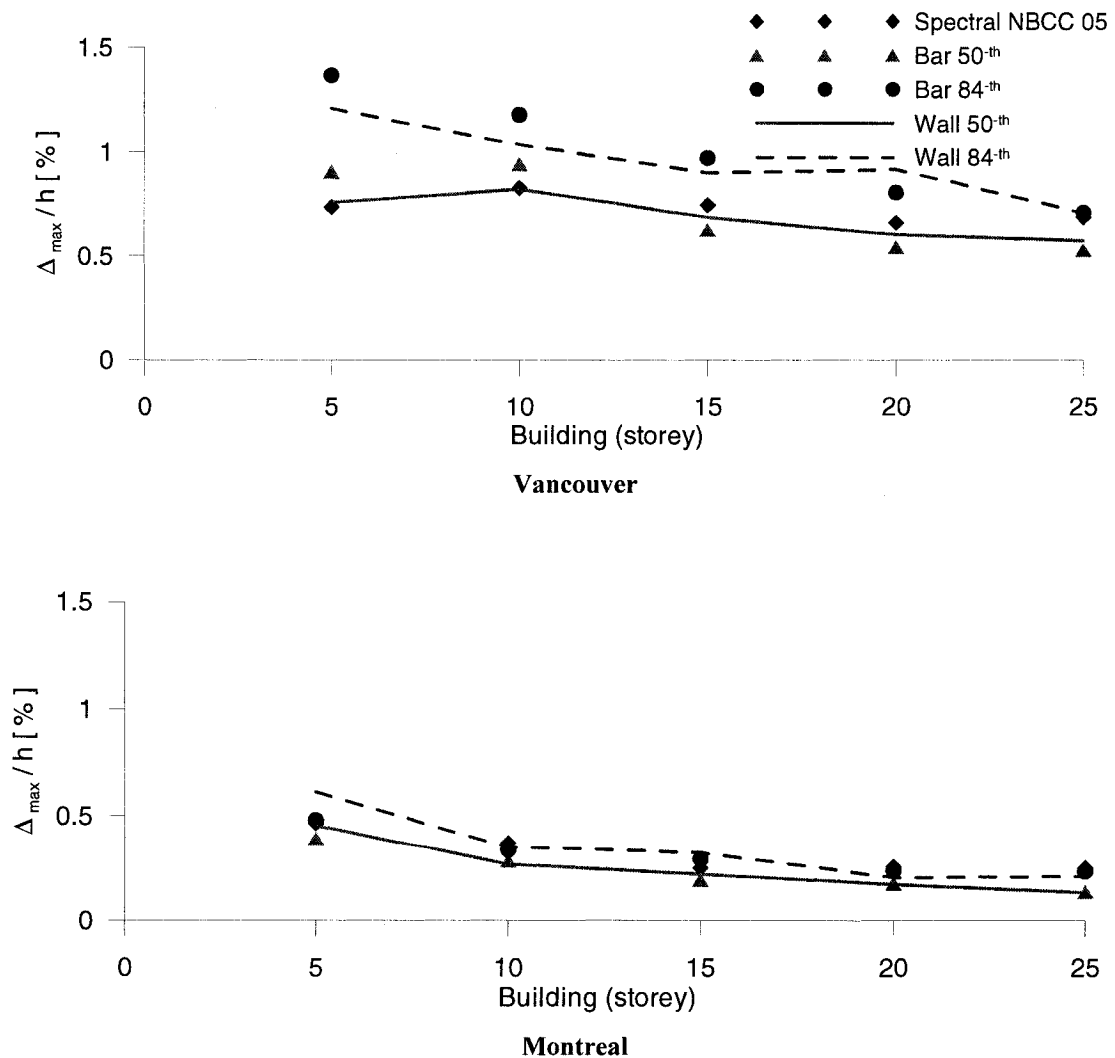 Spectral NBCC 05
Bar 50-th
Bar 84-th
Wall 50-th
Wall 84-th
1.5
1
0.5
0
Δmax / h [ % ]
0 5 10 15 20 25
Building (storey)
Vancouver
1.5
1
0.5
0
Δmax / h [ % ]
0 5 10 15 20 25
Building (storey)
Montreal